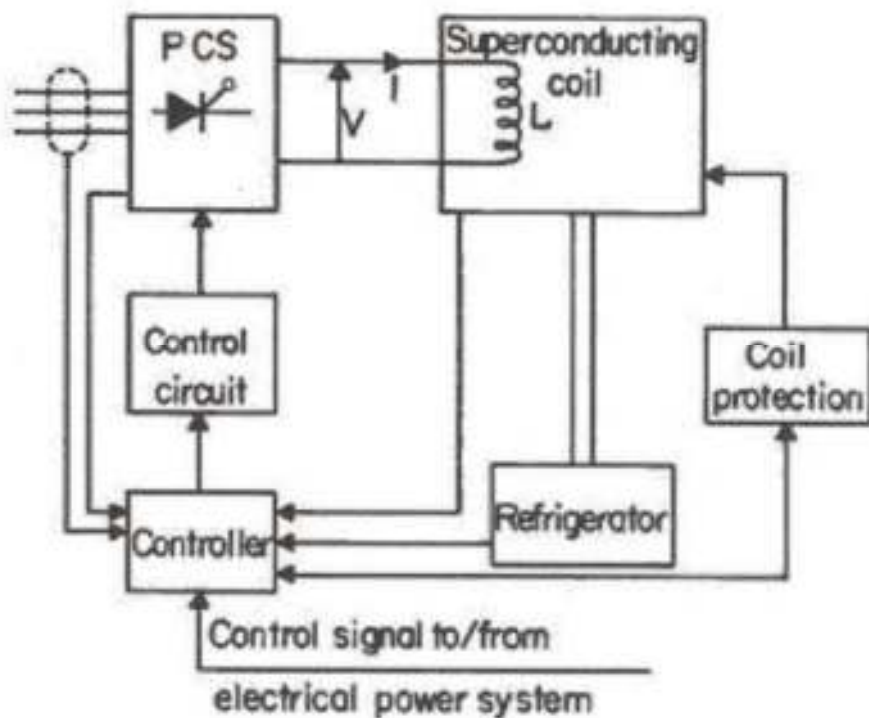 PCS
Superconducting
coil
I
V
L
Control
circuit
Coil
protection
Controller
Refrigerator
Control signal to/from
electrical power system